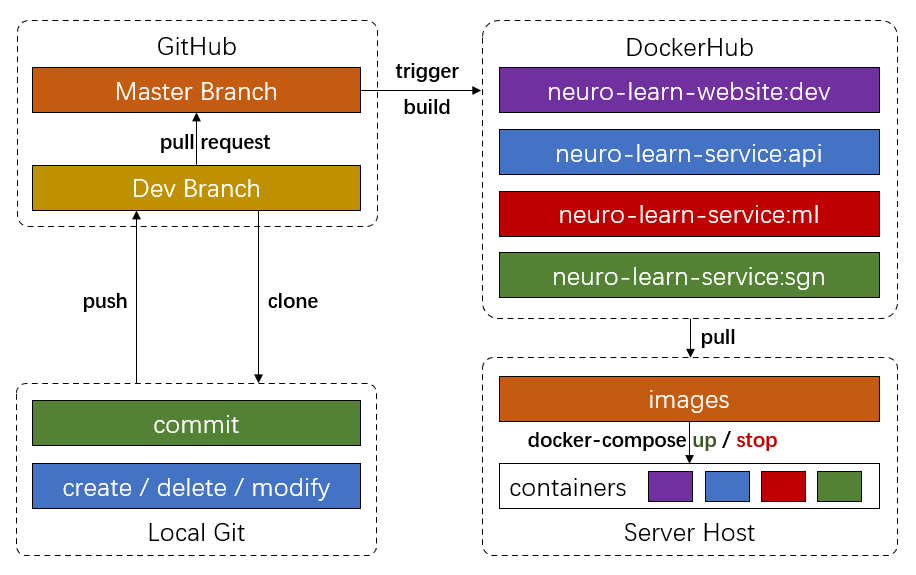 GitHub
Master Branch
pull request
Dev Branch
push
clone
commit
create / delete / modify
Local Git
trigger
build
DockerHub
neuro-learn-website:dev
neuro-learn-service:api
neuro-learn-service:ml
neuro-learn-service:sgn
pull
images
docker-compose up / stop
containers
Server Host